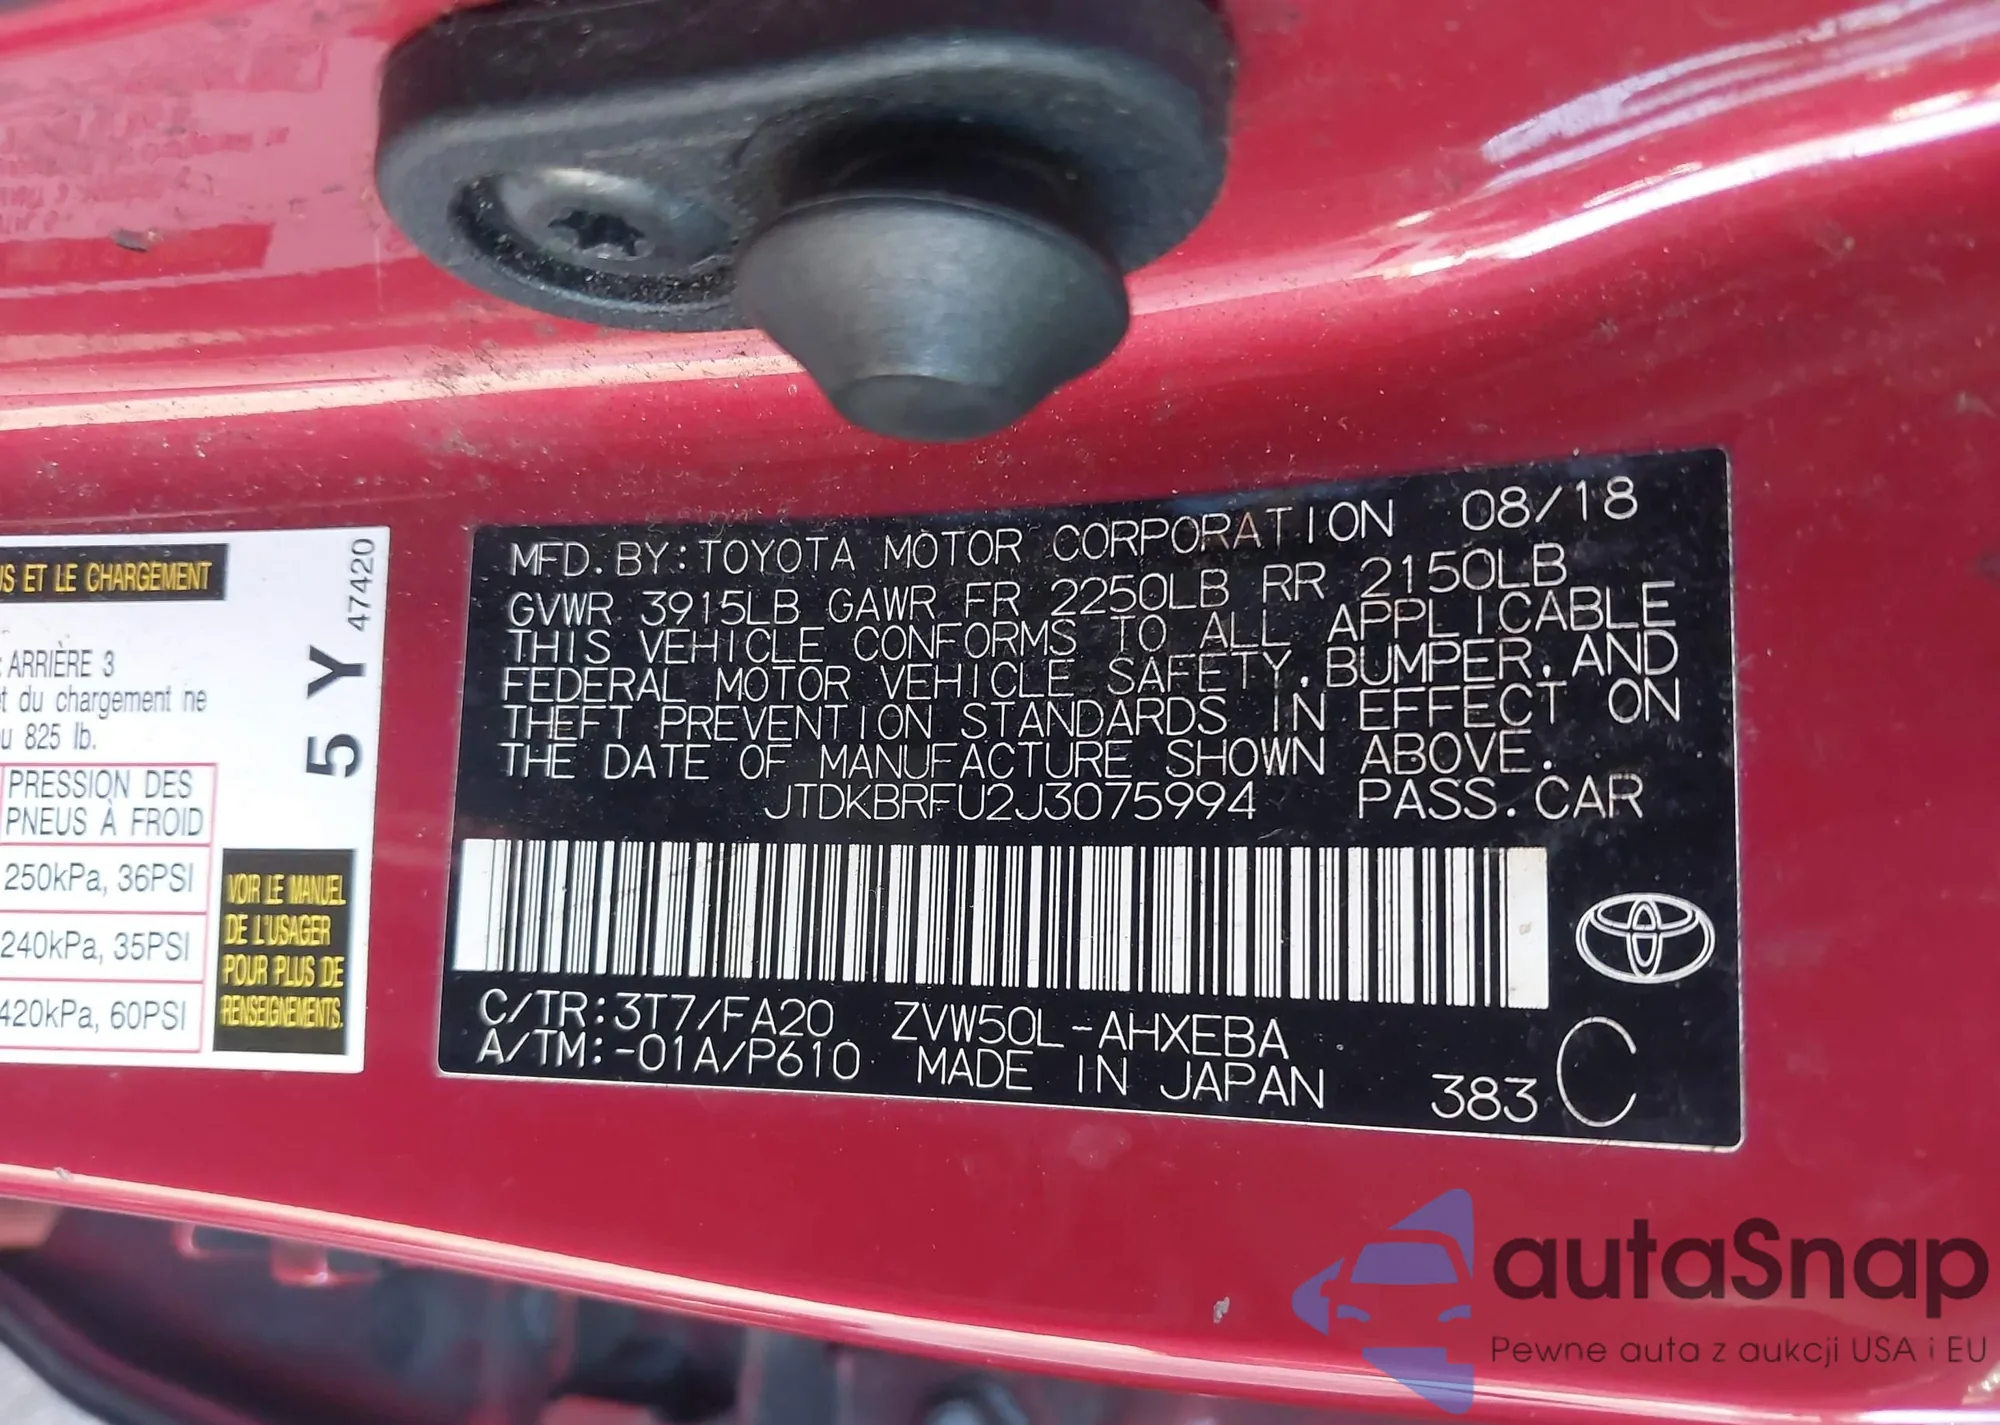 US ET LE CHARGEMENT
ARRIÈRE 3
et du chargement ne
ou 825 lb.
PRESSION DES
PNEUS À FROID
250kPa, 36PSI
240kPa, 35PSI
420kPa, 60PSI
5 Y 47420
VOIR LE MANUEL
DE L'USAGER
POUR PLUS DE
RENSEIGNEMENTS.
MFD. BY: TOYOTA MOTOR CORPORATION 08/18
GVWR 3915LB GAWR FR 2250LB RR 2150LB
THIS VEHICLE CONFORMS TO ALL APPLICABLE
FEDERAL MOTOR VEHICLE SAFETY, BUMPER, AND
THEFT PREVENTION STANDARDS IN EFFECT ON
THE DATE OF MANUFACTURE SHOWN ABOVE.
JTDKBRFU2J3075994 PASS. CAR
C/TR: 3T7/FA20 ZVW50L-AHXEBA
A/TM: -01A/P610 MADE IN JAPAN 383 C
autaSnap
Pewne auta z aukcji USA i EU